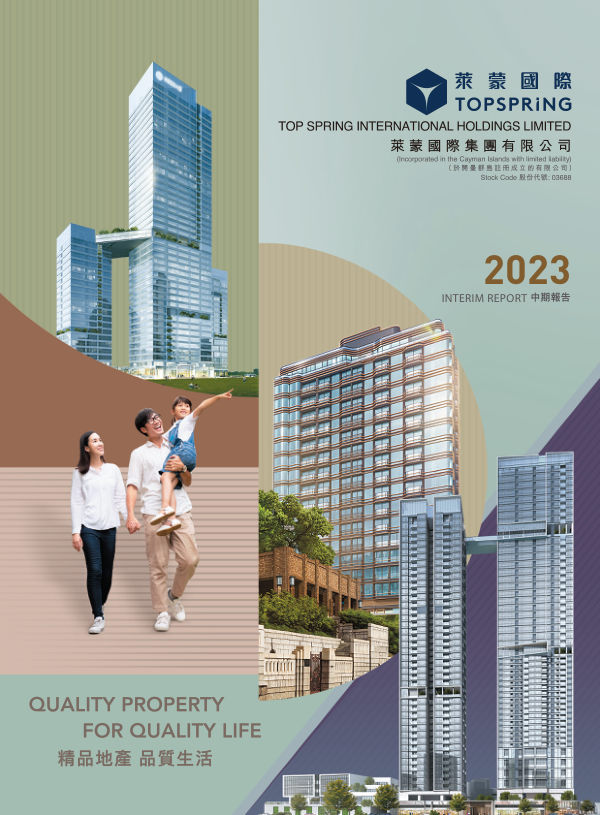 萊蒙國際
TOPSPRING
TOP SPRING INTERNATIONAL HOLDINGS LIMITED
萊蒙國際集團有限公司
(Incorporated in the Cayman Islands with limited liability)
(於開曼群島註冊成立的有限公司)
Stock Code 股份代號: 03688
2023
INTERIM REPORT 中期報告
QUALITY PROPERTY
FOR QUALITY LIFE
精品地產 品質生活